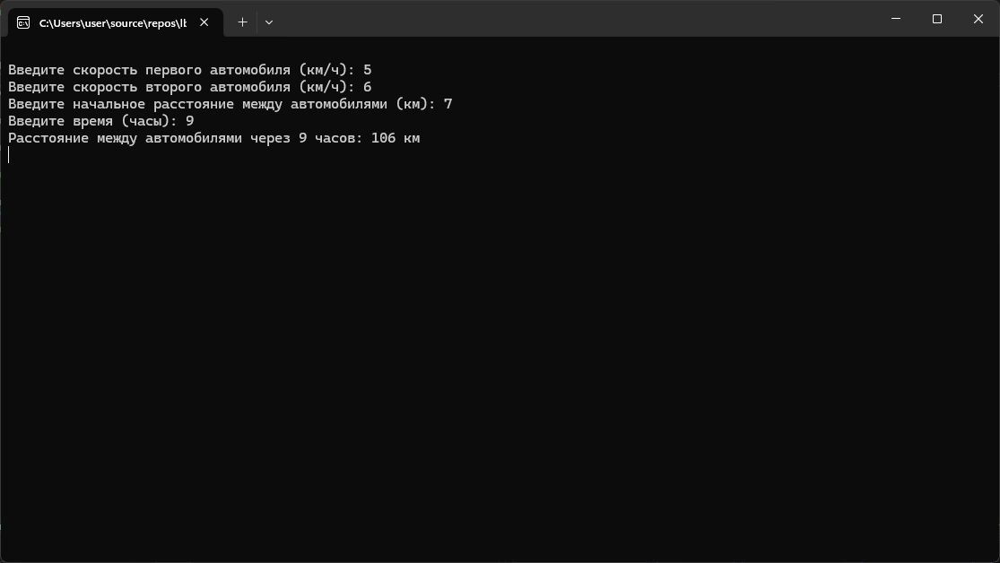 C:\Users\user\source\repos\lb
Введите скорость первого автомобиля (км/ч): 5
Введите скорость второго автомобиля (км/ч): 6
Введите начальное расстояние между автомобилями (км): 7
Введите время (часы): 9
Расстояние между автомобилями через 9 часов: 106 км